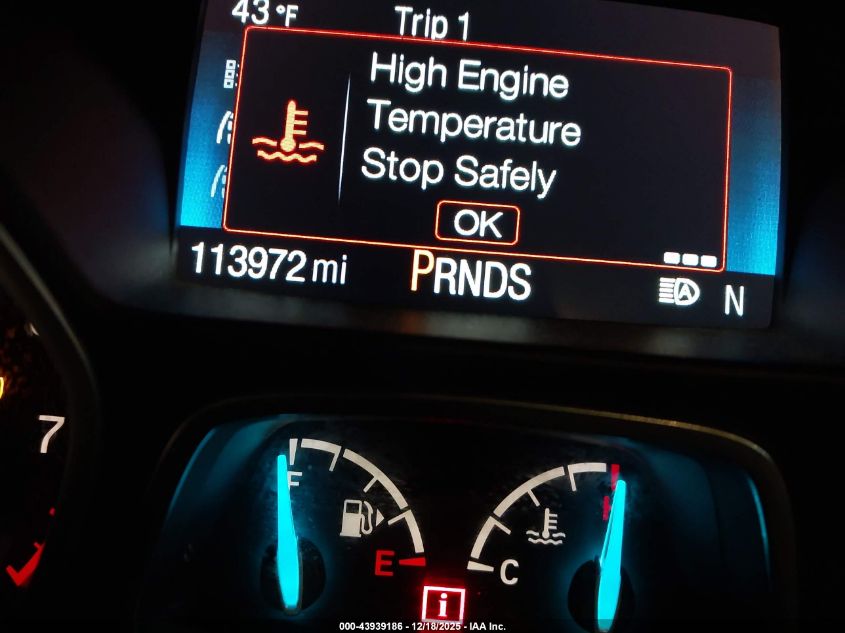 43°F
Trip 1
High Engine
Temperature
Stop Safely
OK
113972 mi
PRNDS
N
7
F
E
C
H
i
000-43939186 - 12/18/2025 - IAA Inc.